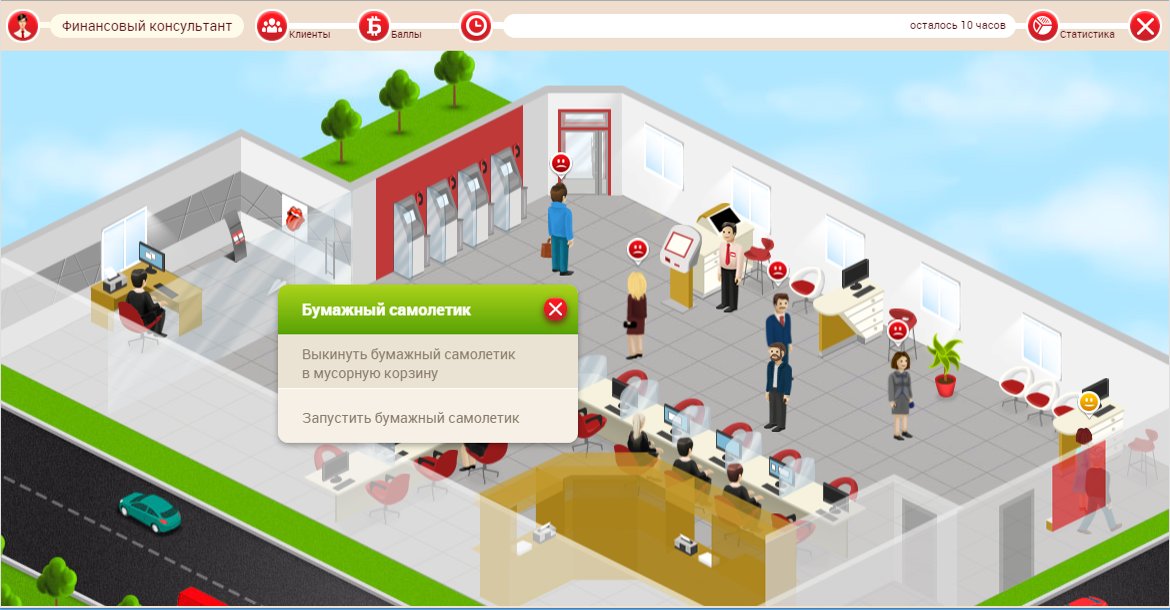 Финансовый консультант
Клиенты
Баллы
осталось 10 часов
Статистика
Бумажный самолетик
Выкинуть бумажный самолетик
в мусорную корзину
Запустить бумажный самолетик